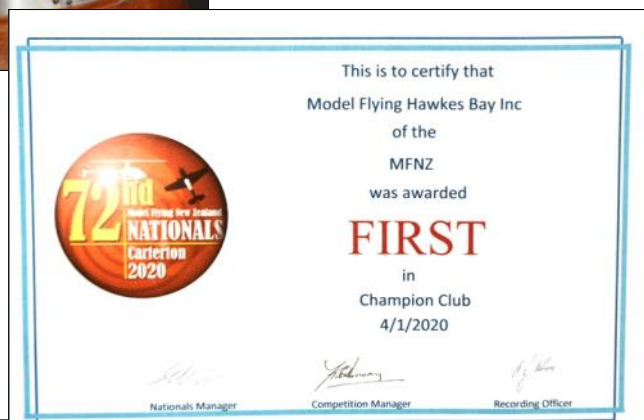 This is to certify that
Model Flying Hawkes Bay Inc
of the
MFNZ
was awarded
FIRST
in
Champion Club
4/1/2020
72nd
Model Flying New Zealand
NATIONALS
Carterton
2020
Nationals Manager
Competition Manager
Recording Officer